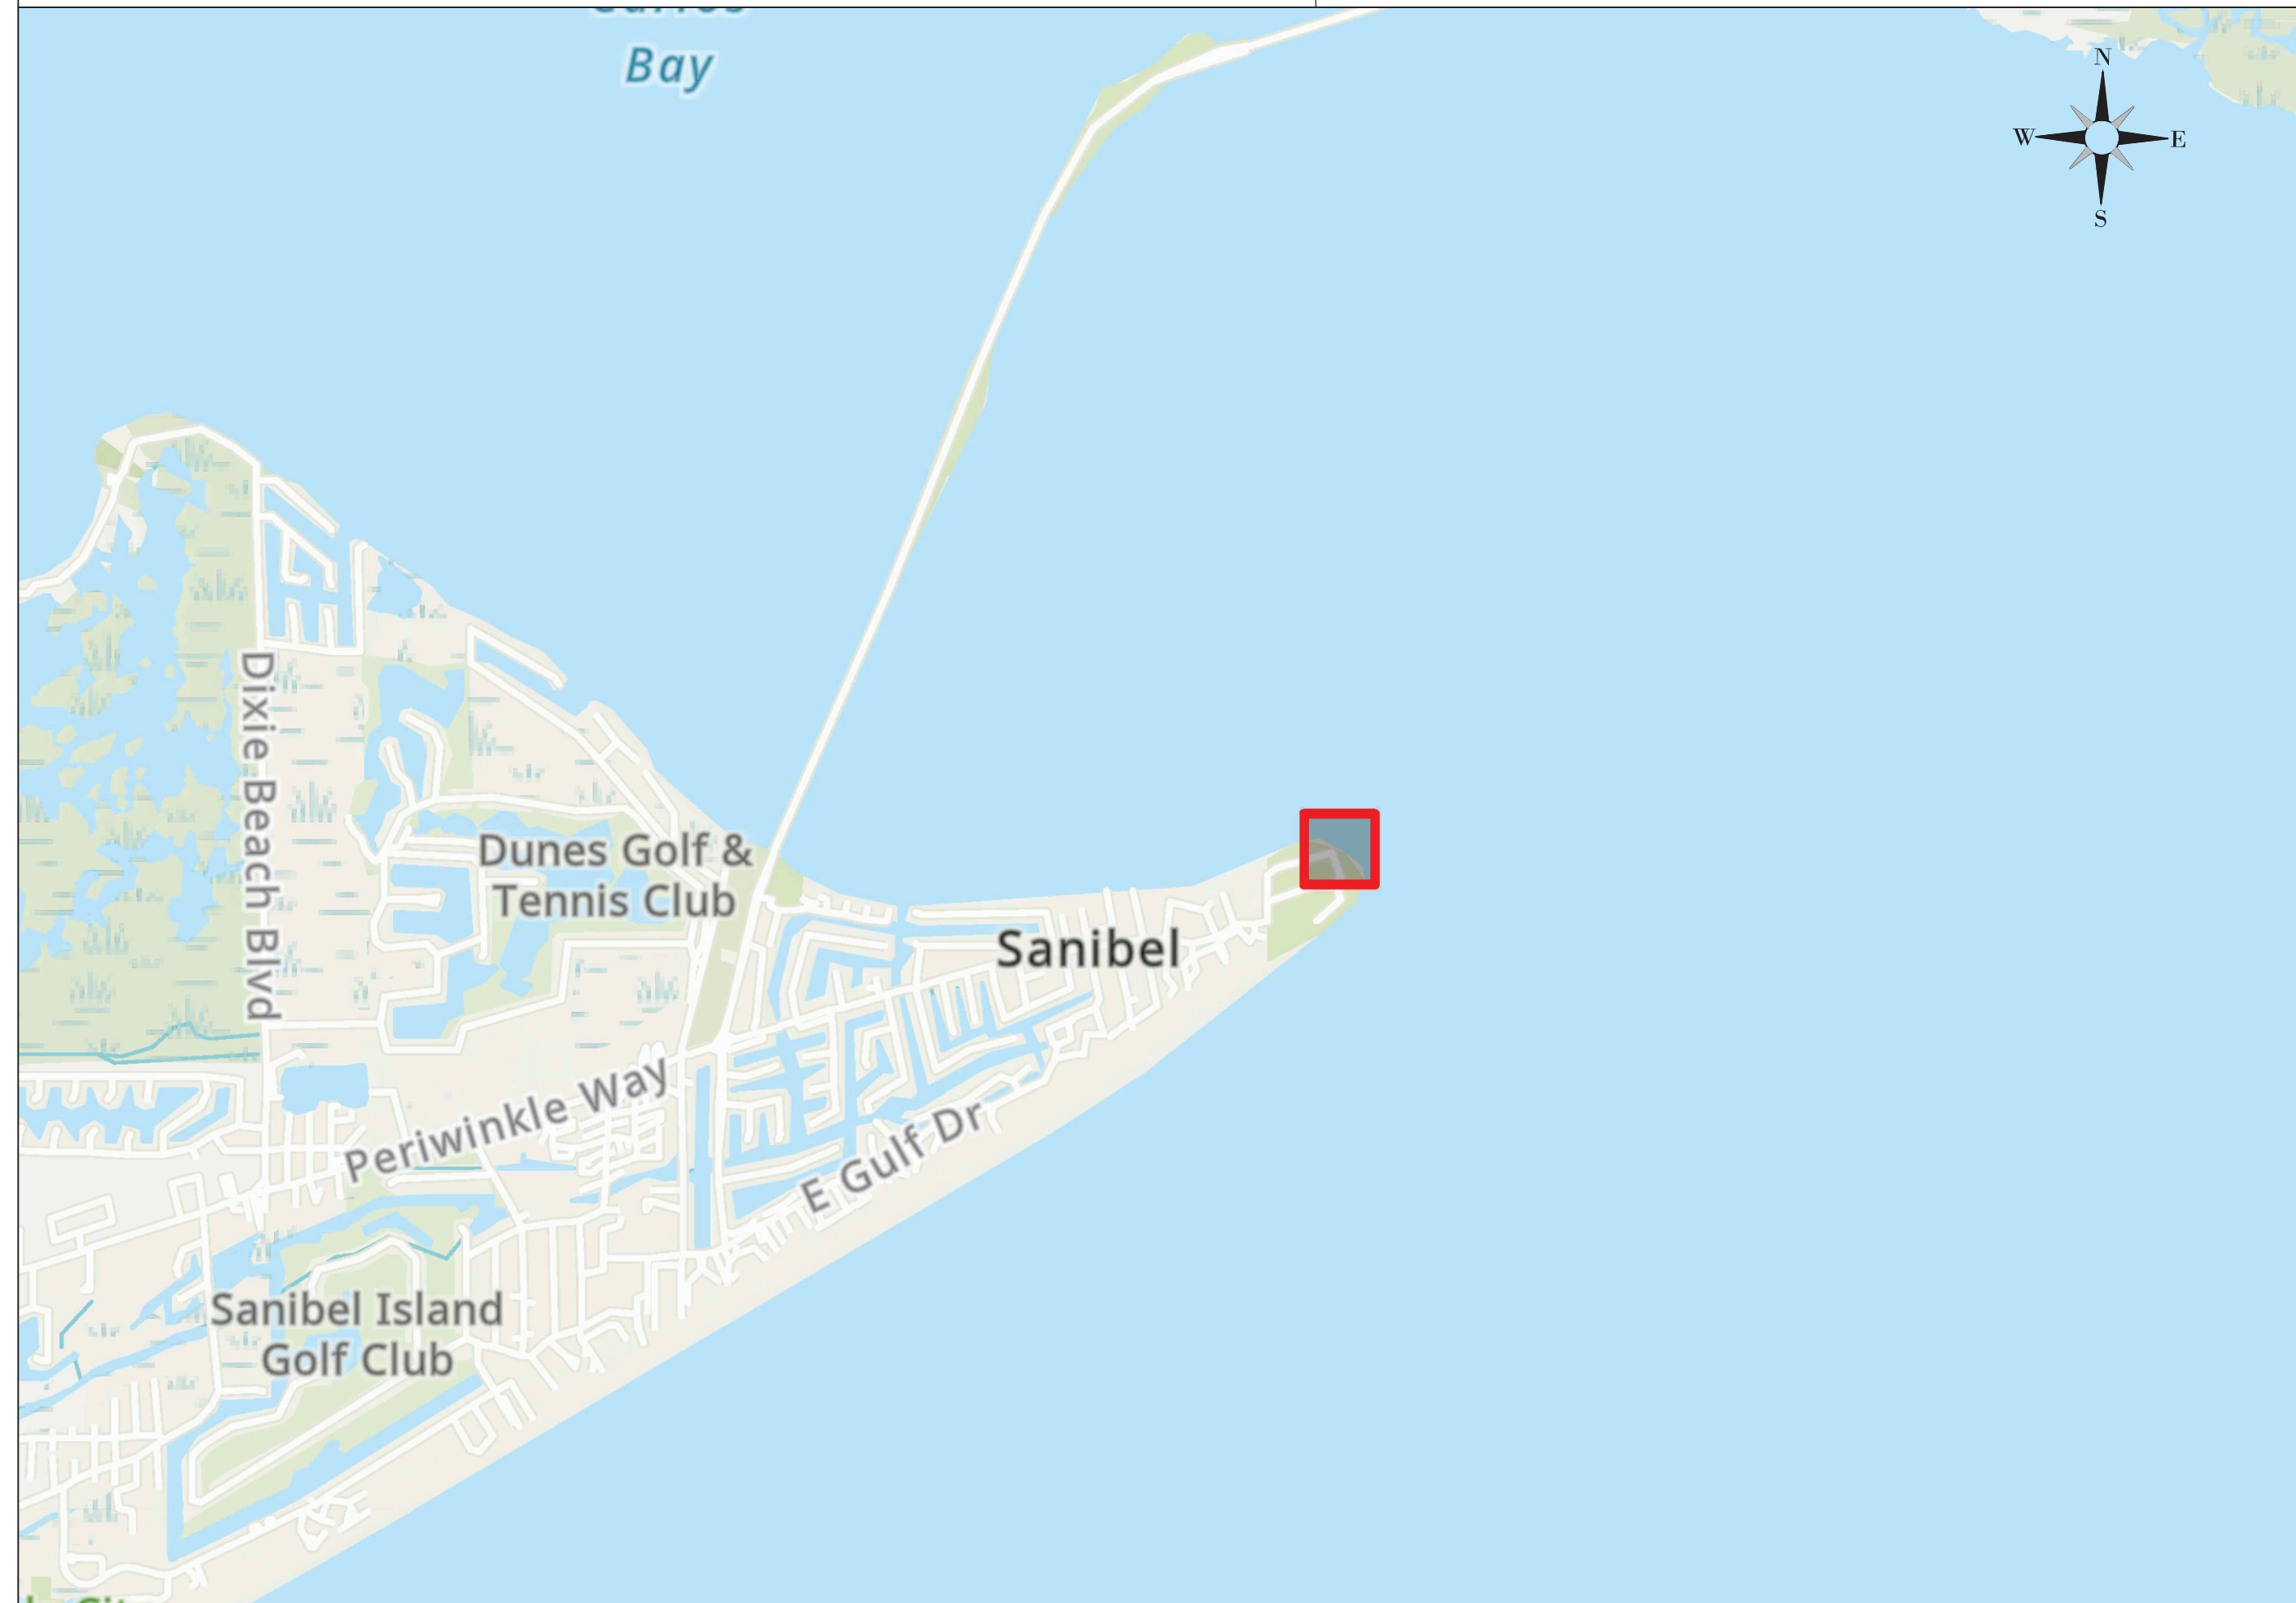 Bay
N
W
E
S
Dixie Beach Blvd
Dunes Golf &
Tennis Club
Sanibel
Periwinkle Way
E Gulf Dr
Sanibel Island
Golf Club